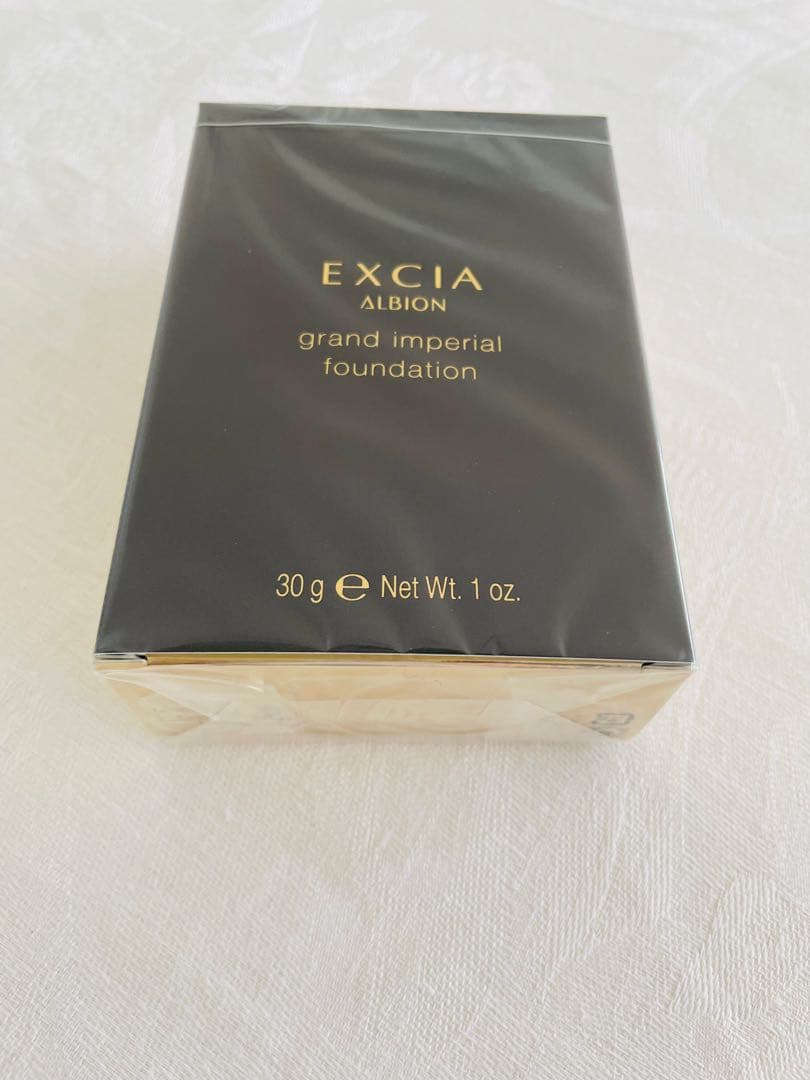 EXCIA
ALBION
grand imperial
foundation
30 g ℮ Net Wt. 1 oz.